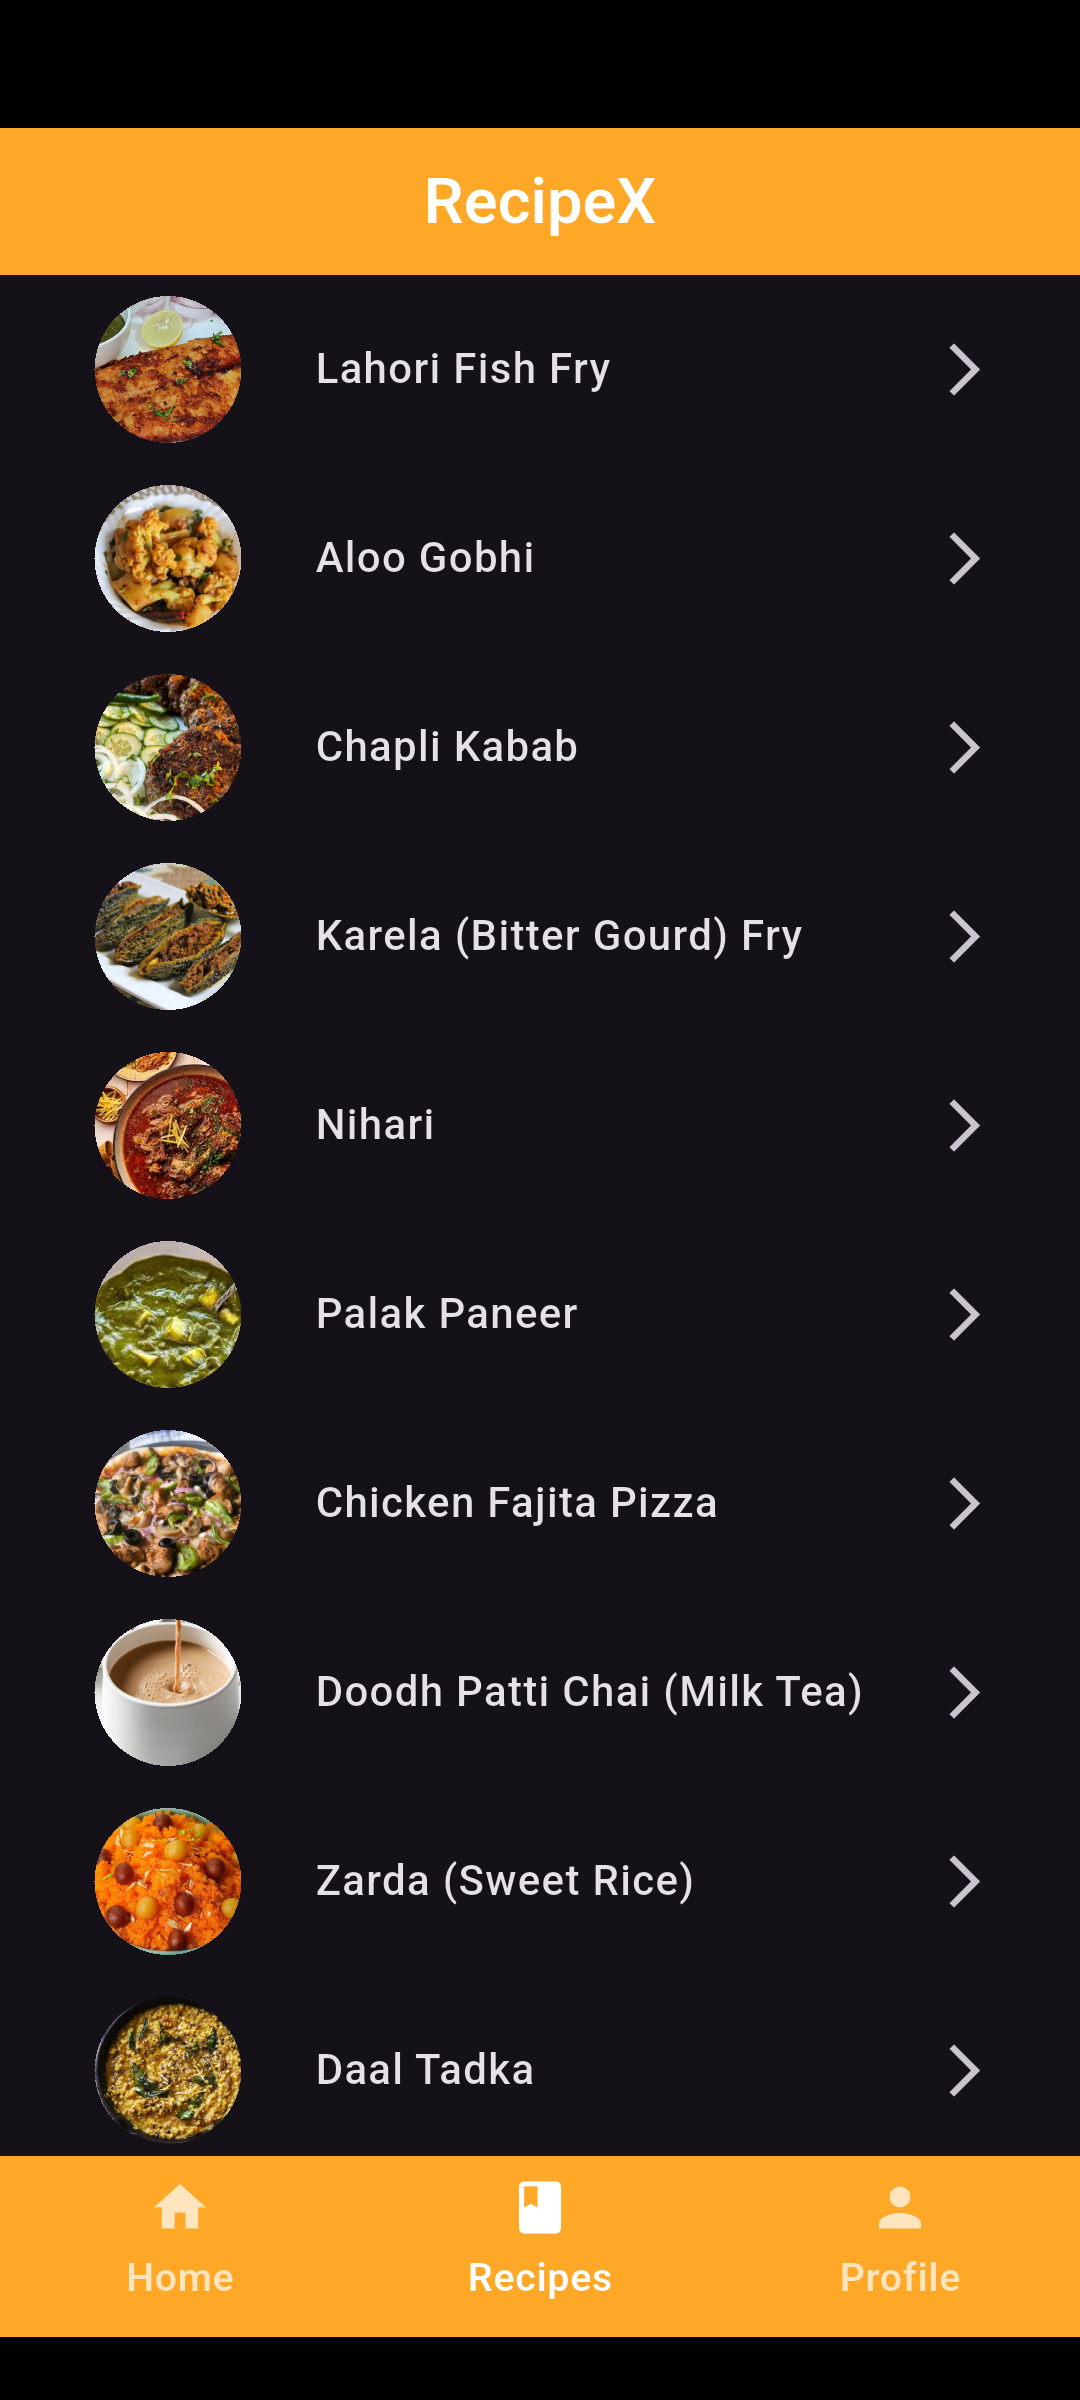 RecipeX
Lahori Fish Fry
Aloo Gobhi
Chapli Kabab
Karela (Bitter Gourd) Fry
Nihari
Palak Paneer
Chicken Fajita Pizza
Doodh Patti Chai (Milk Tea)
Zarda (Sweet Rice)
Daal Tadka
Home
Recipes
Profile